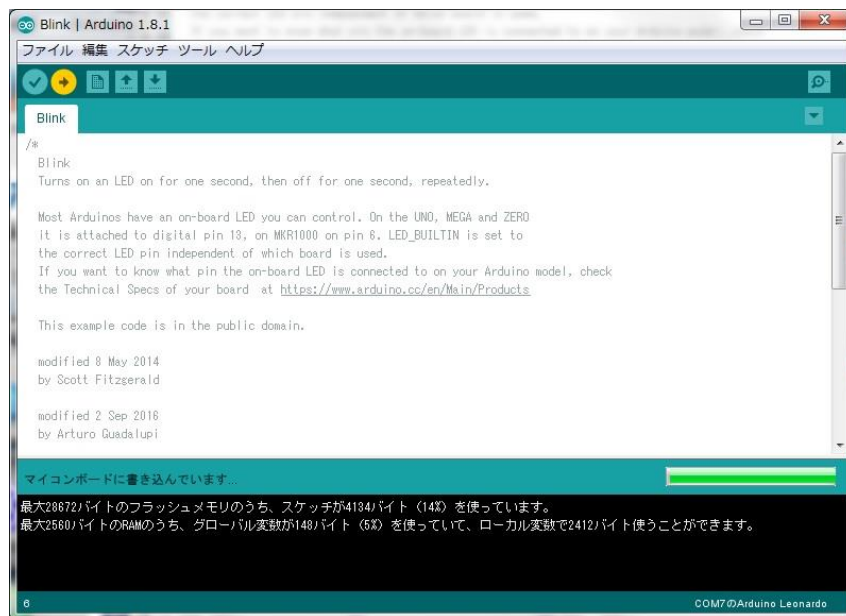 Blink | Arduino 1.8.1
ファイル 編集 スケッチ ツール ヘルプ
Blink
/*
Blink
Turns on an LED on for one second, then off for one second, repeatedly.
Most Arduinos have an on-board LED you can control. On the UNO, MEGA and ZERO
it is attached to digital pin 13, on MKR1000 on pin 6. LED_BUILTIN is set to
the correct LED pin independent of which board is used.
If you want to know what pin the on-board LED is connected to on your Arduino model, check
the Technical Specs of your board at https://www.arduino.cc/en/Main/Products
This example code is in the public domain.
modified 8 May 2014
by Scott Fitzgerald
modified 2 Sep 2016
by Arturo Guadalupi
マイコンボードに書き込んでいます...
最大28672バイトのフラッシュメモリのうち、スケッチが4134バイト（14%）を使っています。
最大2560バイトのRAMのうち、グローバル変数が148バイト（5%）を使っていて、ローカル変数で2412バイト使うことができます。
6
COM7のArduino Leonardo